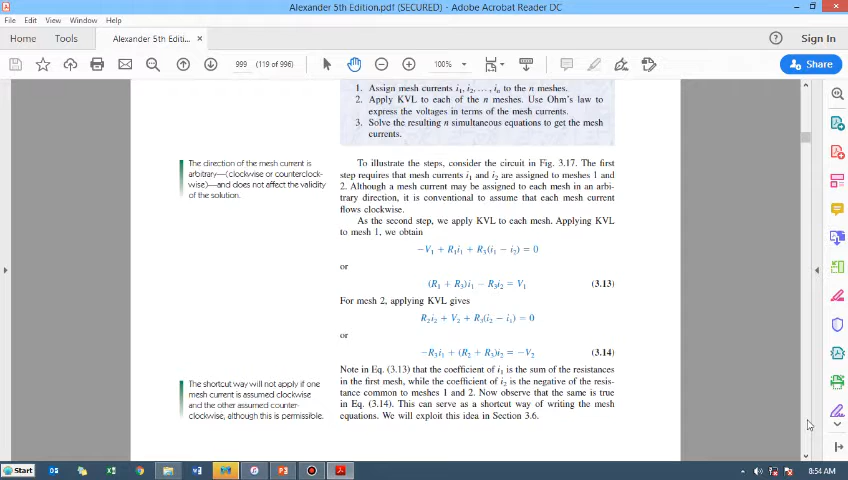 Alexander 5th Edition.pdf (SECURED) - Adobe Acrobat Reader DC
File Edit View Window Help
Home Tools Alexander 5th Editi... × Sign In
999 (119 of 996) 100% Share
1. Assign mesh currents i1, i2, ..., in to the n meshes.
2. Apply KVL to each of the n meshes. Use Ohm's law to
express the voltages in terms of the mesh currents.
3. Solve the resulting n simultaneous equations to get the mesh
currents.
The direction of the mesh current is
arbitrary—(clockwise or counterclock-
wise)—and does not affect the validity
of the solution.
To illustrate the steps, consider the circuit in Fig. 3.17. The first
step requires that mesh currents i1 and i2 are assigned to meshes 1 and
2. Although a mesh current may be assigned to each mesh in an arbi-
trary direction, it is conventional to assume that each mesh current
flows clockwise.
As the second step, we apply KVL to each mesh. Applying KVL
to mesh 1, we obtain
−V1 + R1i1 + R3(i1 − i2) = 0
or
(R1 + R3)i1 − R3i2 = V1 (3.13)
For mesh 2, applying KVL gives
R2i2 + V2 + R3(i2 − i1) = 0
or
−R3i1 + (R2 + R3)i2 = −V2 (3.14)
The shortcut way will not apply if one
mesh current is assumed clockwise
and the other assumed counter-
clockwise, although this is permissible.
Note in Eq. (3.13) that the coefficient of i1 is the sum of the resistances
in the first mesh, while the coefficient of i2 is the negative of the resis-
tance common to meshes 1 and 2. Now observe that the same is true
in Eq. (3.14). This can serve as a shortcut way of writing the mesh
equations. We will exploit this idea in Section 3.6.
Start 8:54 AM